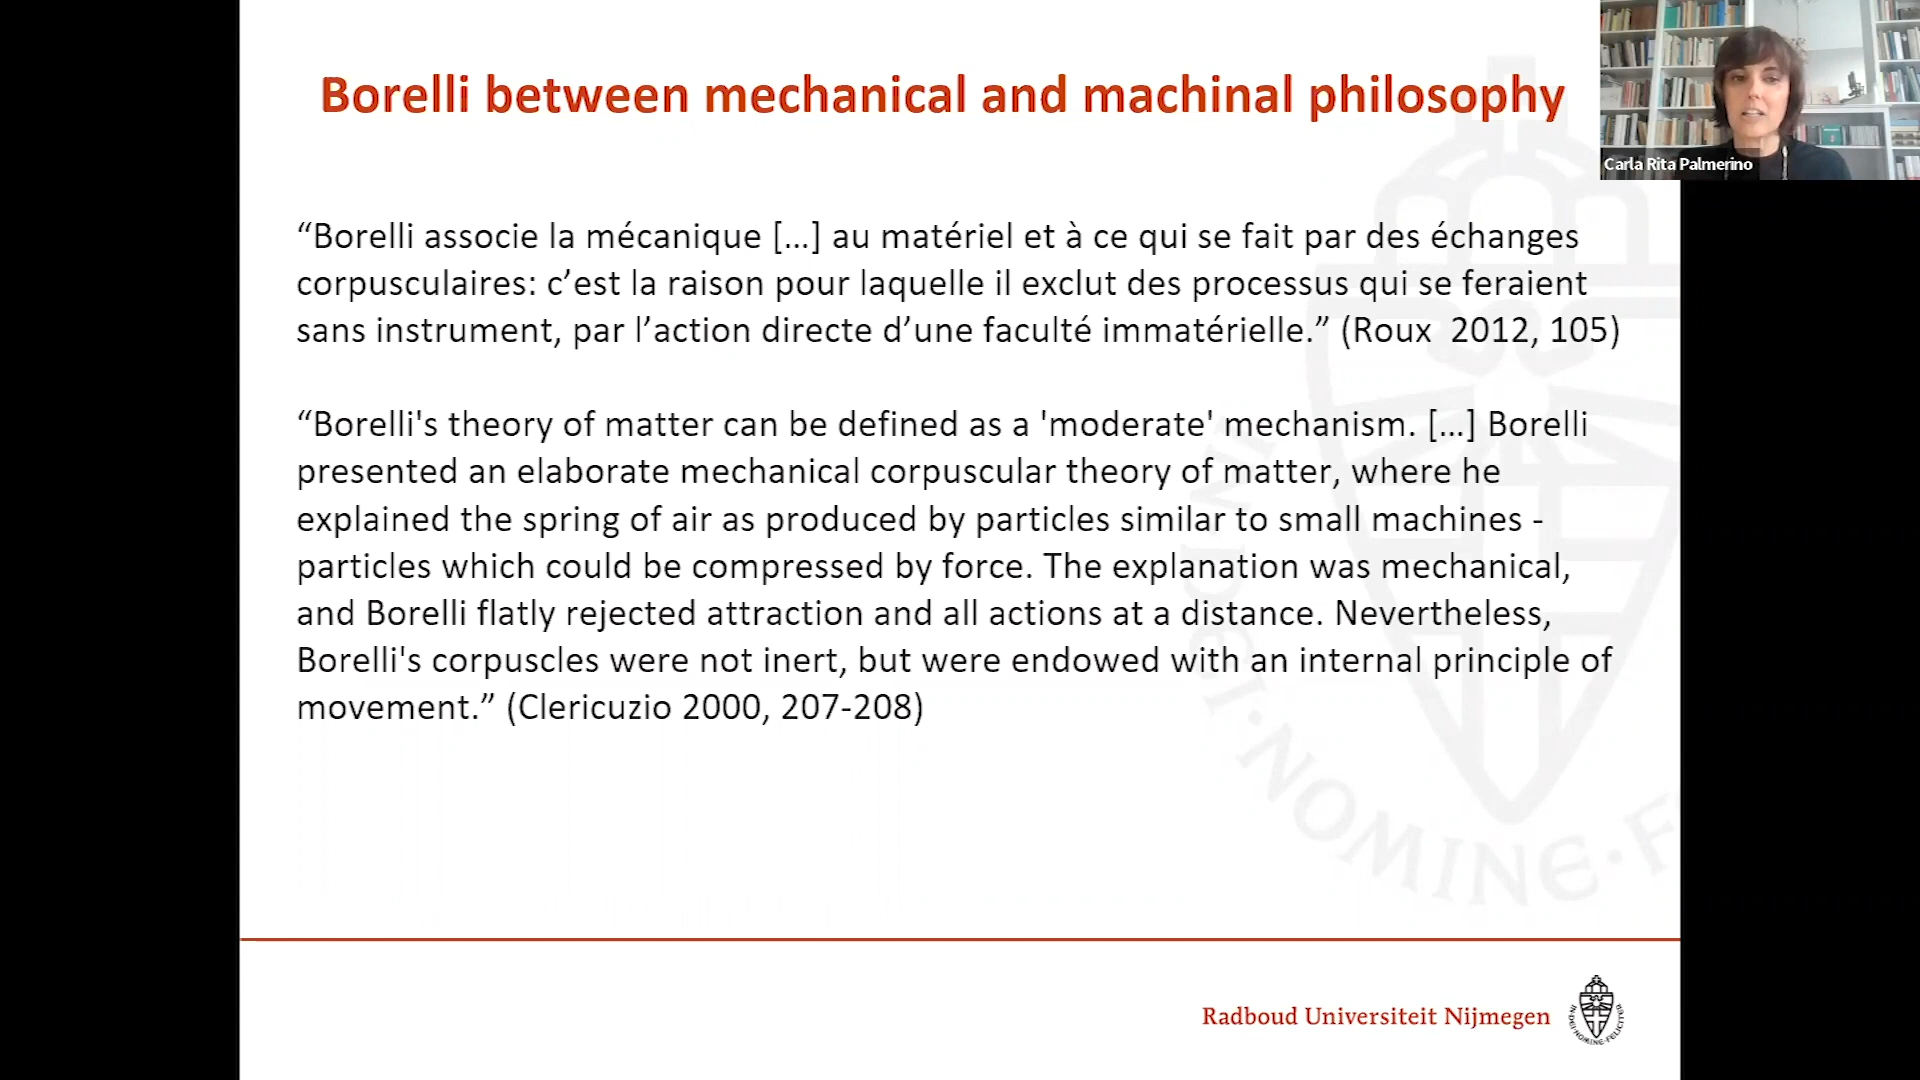 Borelli between mechanical and machinal philosophy
Carla Rita Palmerino
“Borelli associe la mécanique [...] au matériel et à ce qui se fait par des échanges
corpusculaires: c’est la raison pour laquelle il exclut des processus qui se feraient
sans instrument, par l’action directe d’une faculté immatérielle.” (Roux 2012, 105)
“Borelli's theory of matter can be defined as a 'moderate' mechanism. [...] Borelli
presented an elaborate mechanical corpuscular theory of matter, where he
explained the spring of air as produced by particles similar to small machines -
particles which could be compressed by force. The explanation was mechanical,
and Borelli flatly rejected attraction and all actions at a distance. Nevertheless,
Borelli's corpuscles were not inert, but were endowed with an internal principle of
movement.” (Clericuzio 2000, 207-208)
Radboud Universiteit Nijmegen
IN·DEI·NOMINE·FELICITER